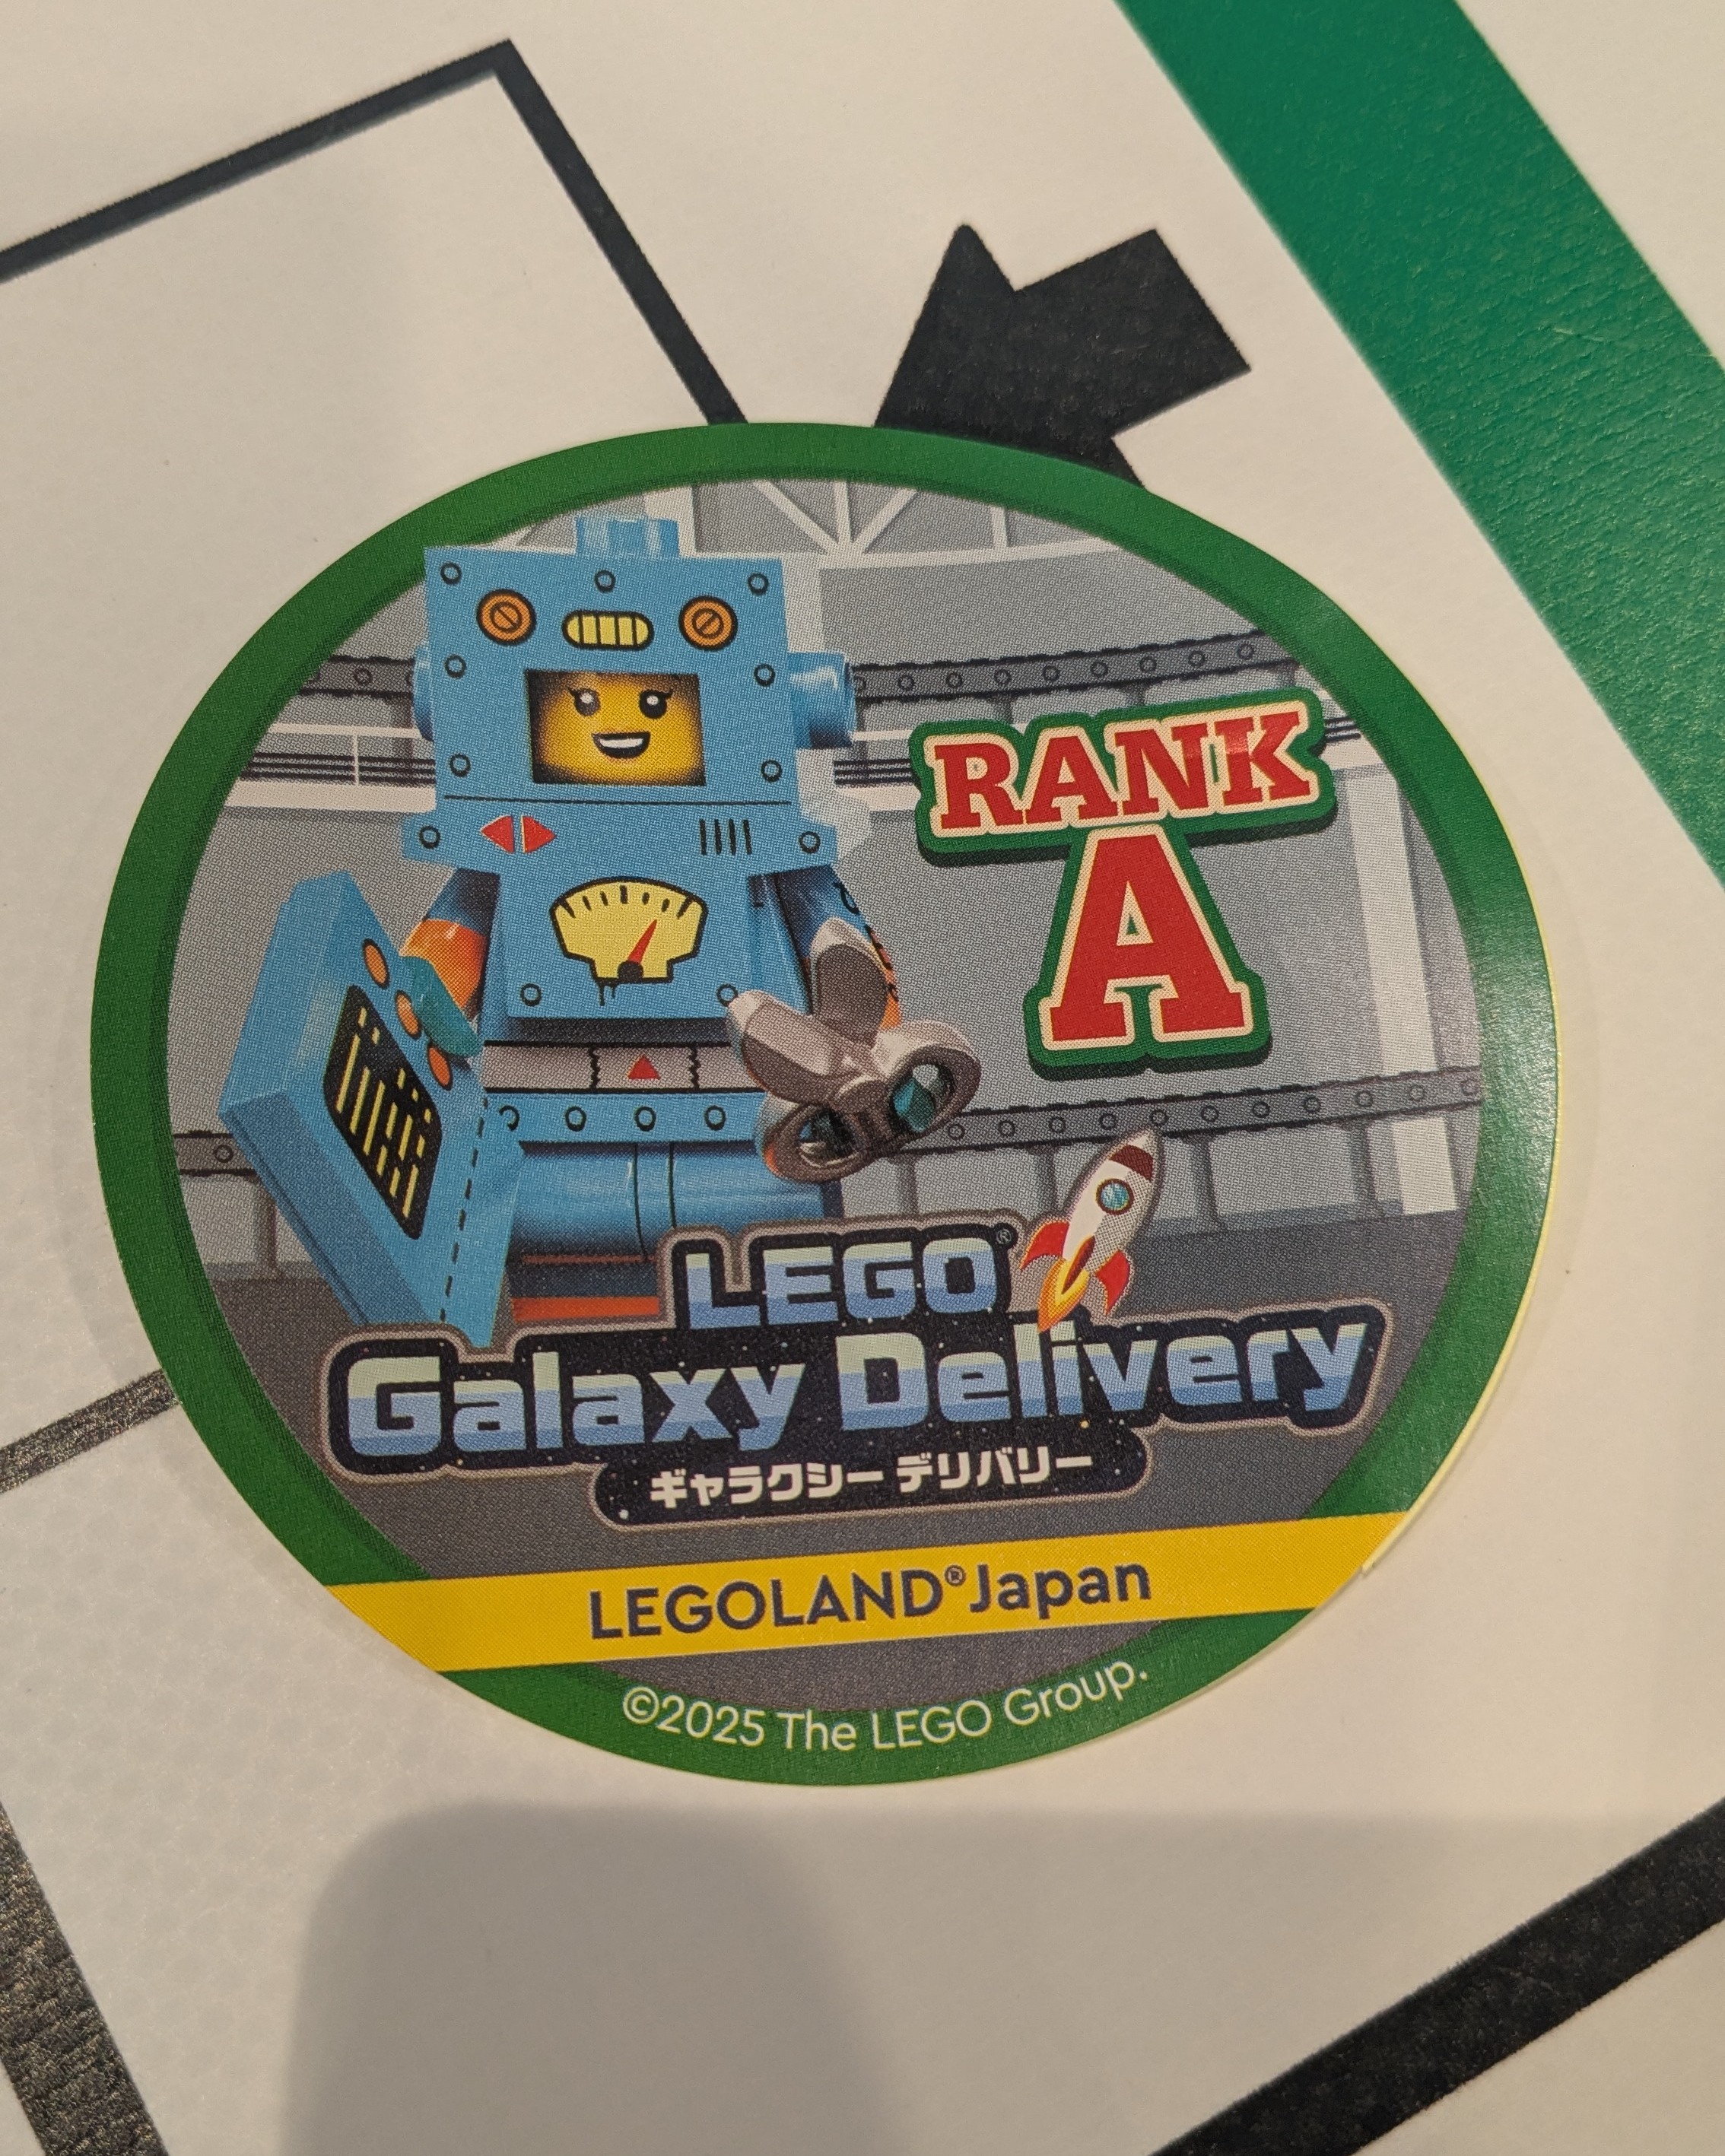 RANK
A
LEGO®
Galaxy Delivery
ギャラクシー デリバリー
LEGOLAND® Japan
©2025 The LEGO Group.